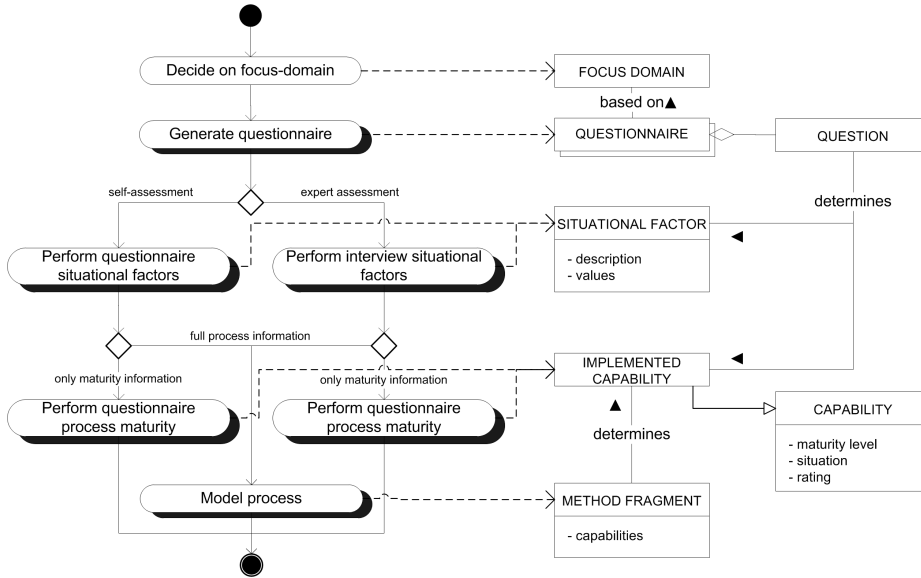 Decide on focus-domain
FOCUS DOMAIN
based on▲
Generate questionnaire
QUESTIONNAIRE
QUESTION
self-assessment
expert assessment
determines
Perform questionnaire
situational factors
Perform interview situational
factors
SITUATIONAL FACTOR
- description
- values
full process information
only maturity information
only maturity information
IMPLEMENTED
CAPABILITY
Perform questionnaire
process maturity
Perform questionnaire
process maturity
determines
CAPABILITY
- maturity level
- situation
- rating
Model process
METHOD FRAGMENT
- capabilities